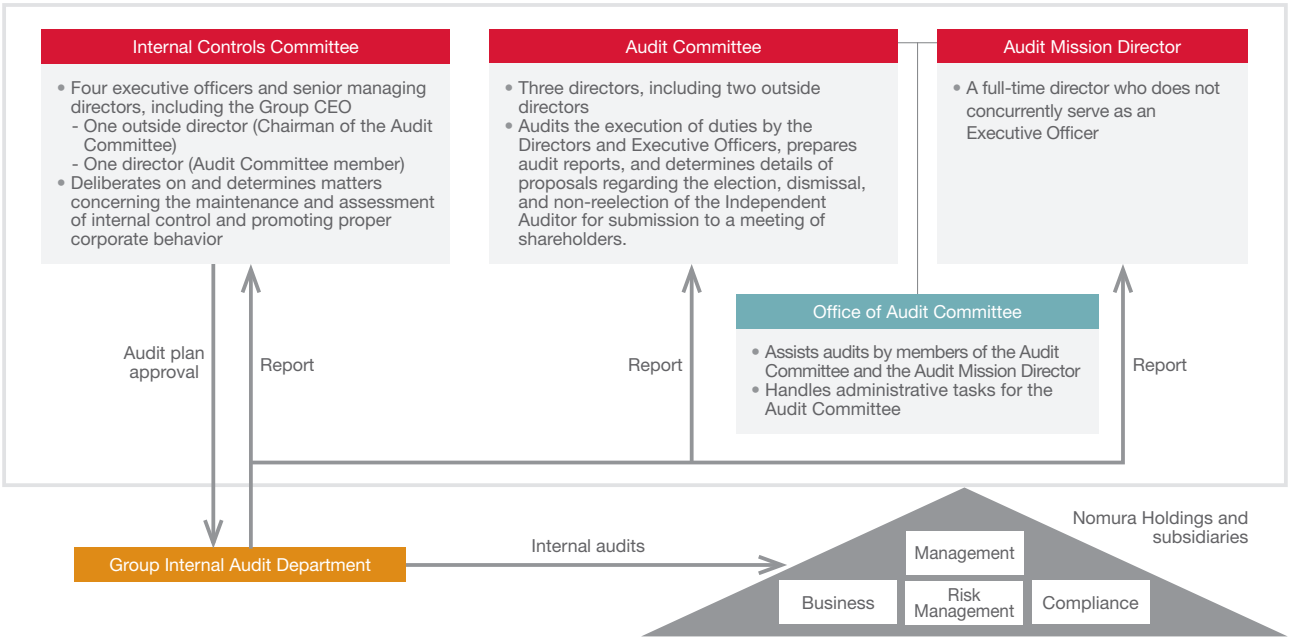 Internal Controls Committee
• Four executive officers and senior managing
directors, including the Group CEO
- One outside director (Chairman of the Audit
Committee)
- One director (Audit Committee member)
• Deliberates on and determines matters
concerning the maintenance and assessment
of internal control and promoting proper
corporate behavior
Audit Committee
• Three directors, including two outside
directors
• Audits the execution of duties by the
Directors and Executive Officers, prepares
audit reports, and determines details of
proposals regarding the election, dismissal,
and non-reelection of the Independent
Auditor for submission to a meeting of
shareholders.
Audit Mission Director
• A full-time director who does not
concurrently serve as an
Executive Officer
Office of Audit Committee
• Assists audits by members of the Audit
Committee and the Audit Mission Director
• Handles administrative tasks for the
Audit Committee
Audit plan
approval
Report
Report
Report
Group Internal Audit Department
Internal audits
Nomura Holdings and
subsidiaries
Management
Business
Risk
Management
Compliance